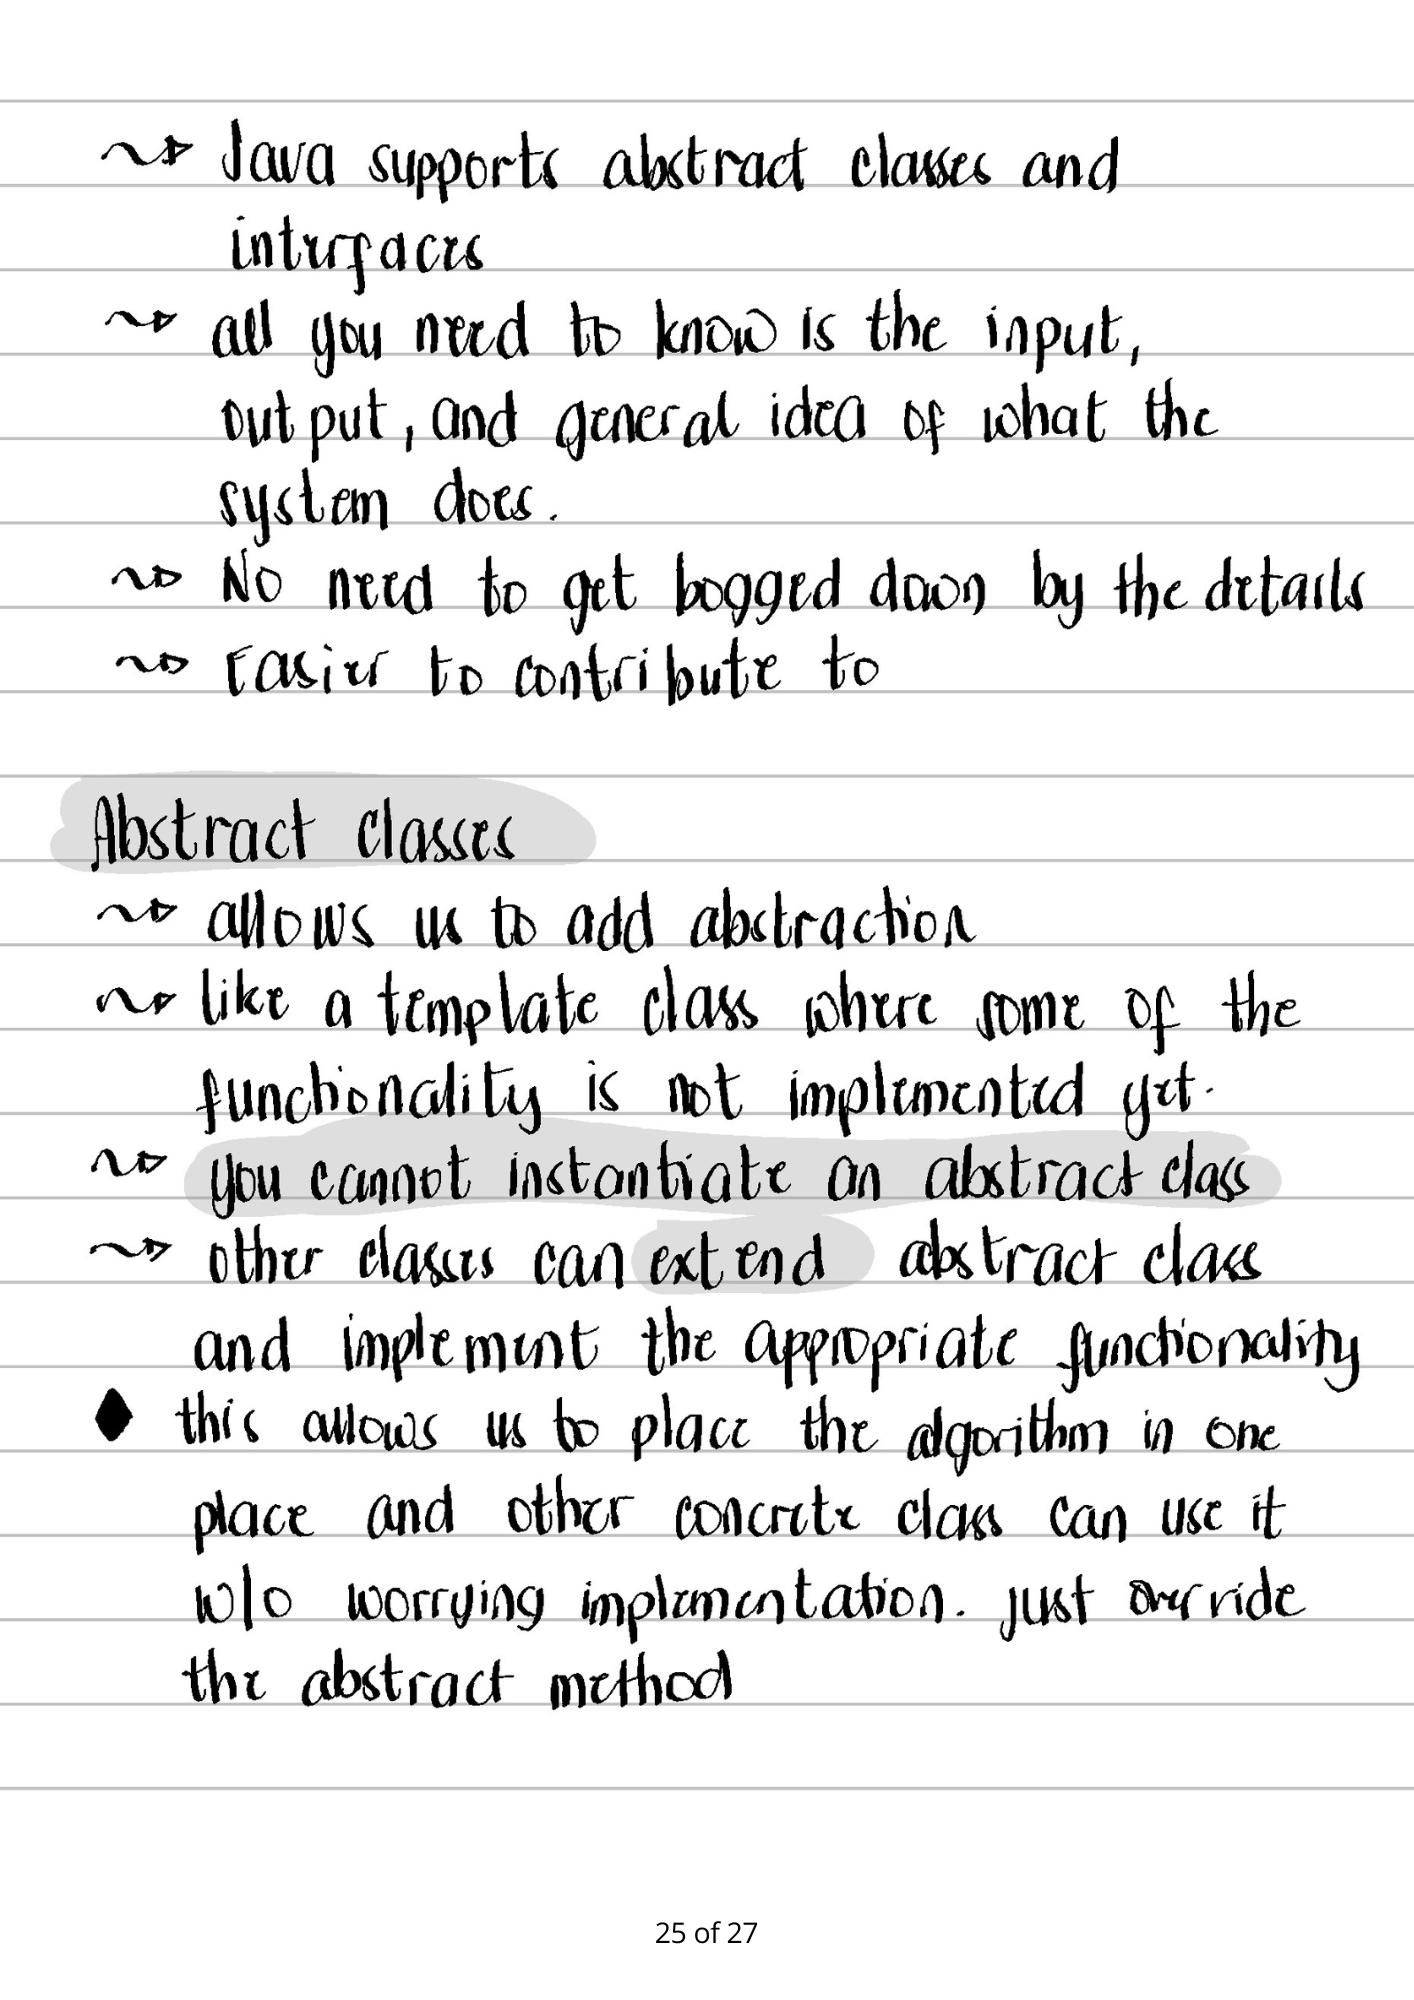 Java supports abstract classes and
interfaces
all you need to know is the input,
output, and general idea of what the
system does.
No need to get bogged down by the details
Easier to contribute to
Abstract classes
allows us to add abstraction
like a template class where some of the
functionality is not implemented yet.
you cannot instantiate an abstract class
other classes can extend abstract class
and implement the appropriate functionality
this allows us to place the algorithm in one
place and other concrete class can use it
w/o worrying implementation. just override
the abstract method
25 of 27